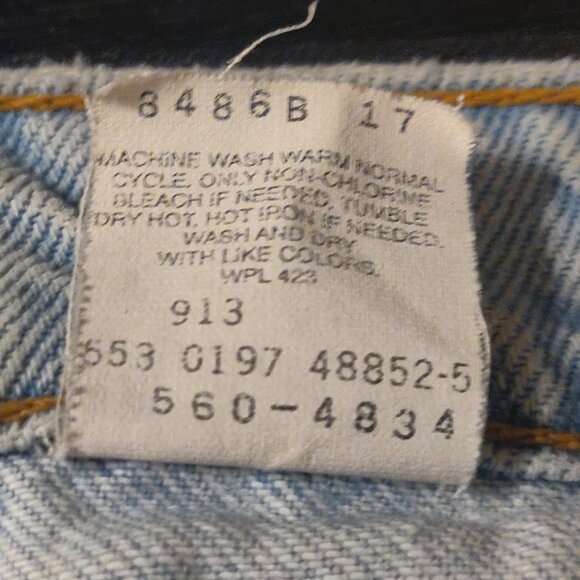 8486B 17
MACHINE WASH WARM NORMAL
CYCLE. ONLY NON-CHLORINE
BLEACH IF NEEDED. TUMBLE
DRY HOT. HOT IRON IF NEEDED.
WASH AND DRY
WITH LIKE COLORS.
WPL 423
913
553 0197 48852-5
560-4834